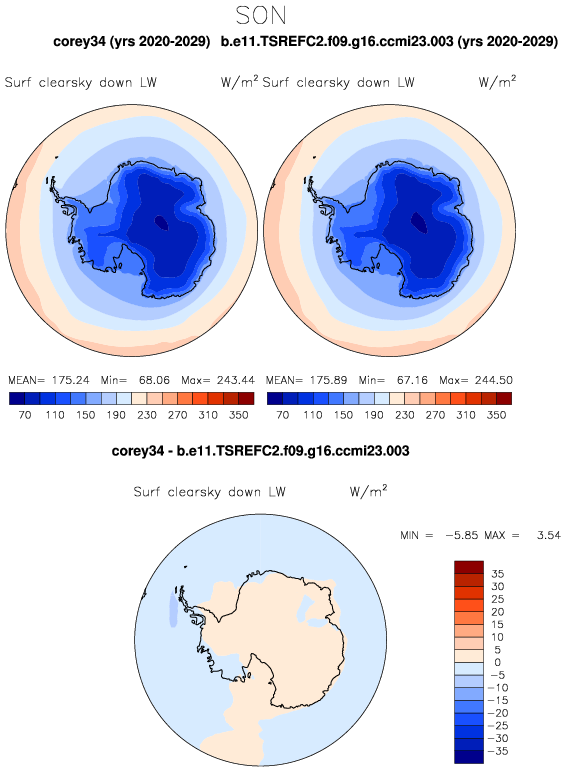 SON
corey34 (yrs 2020-2029) b.e11.TSREFC2.f09.g16.ccmi23.003 (yrs 2020-2029)
Surf clearsky down LW W/m² Surf clearsky down LW W/m²
MEAN= 175.24 Min= 68.06 Max= 243.44 MEAN= 175.89 Min= 67.16 Max= 244.50
70 110 150 190 230 270 310 350 70 110 150 190 230 270 310 350
corey34 - b.e11.TSREFC2.f09.g16.ccmi23.003
Surf clearsky down LW W/m²
MIN = -5.85 MAX = 3.54
35
30
25
20
15
10
5
0
-5
-10
-15
-20
-25
-30
-35